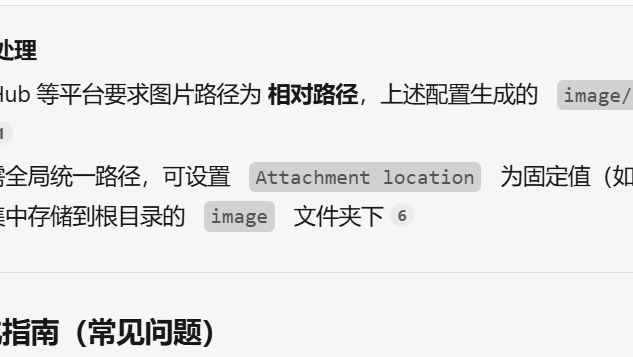 处理
Hub 等平台要求图片路径为 相对路径，上述配置生成的 image/
1
需全局统一路径，可设置 Attachment location 为固定值（如
集中存储到根目录的 image 文件夹下 6
指南（常见问题）